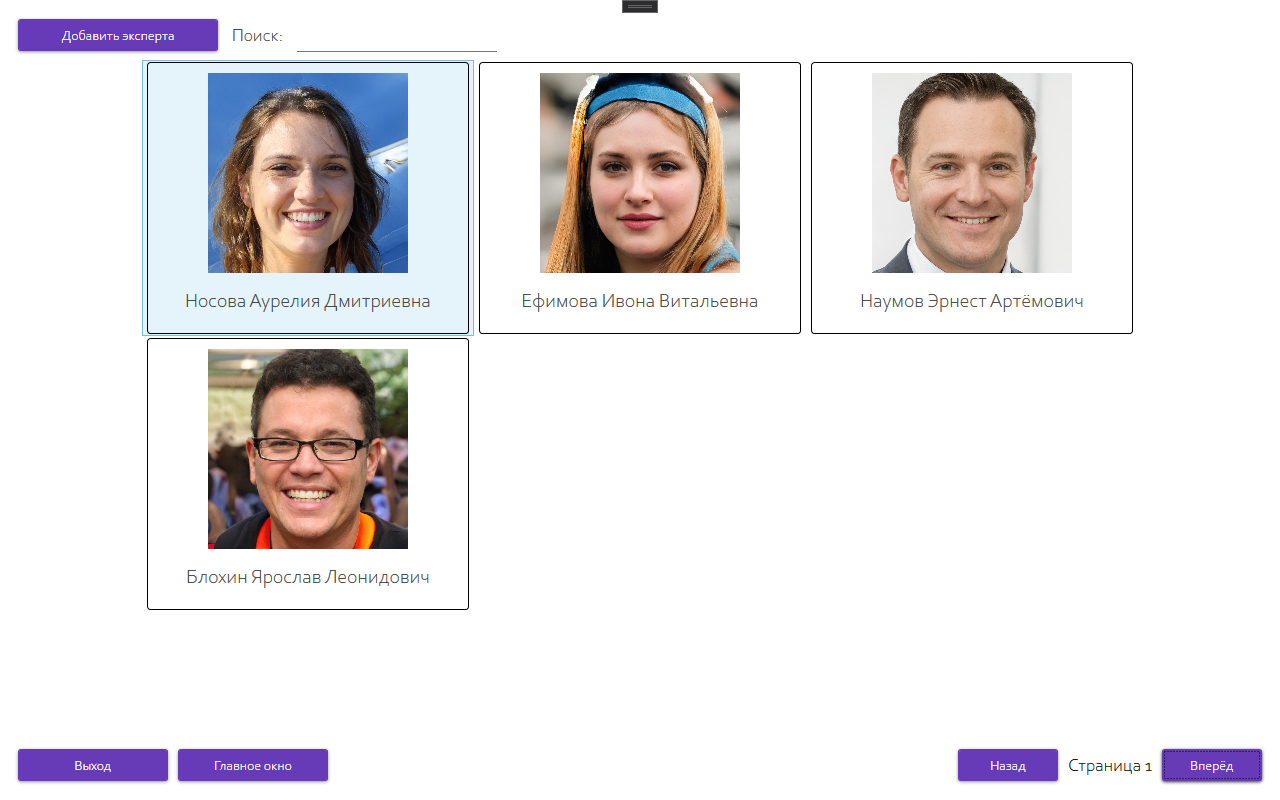 Добавить эксперта
Поиск:
Носова Аурелия Дмитриевна
Ефимова Ивона Витальевна
Наумов Эрнест Артёмович
Блохин Ярослав Леонидович
Выход
Главное окно
Назад
Страница 1
Вперёд